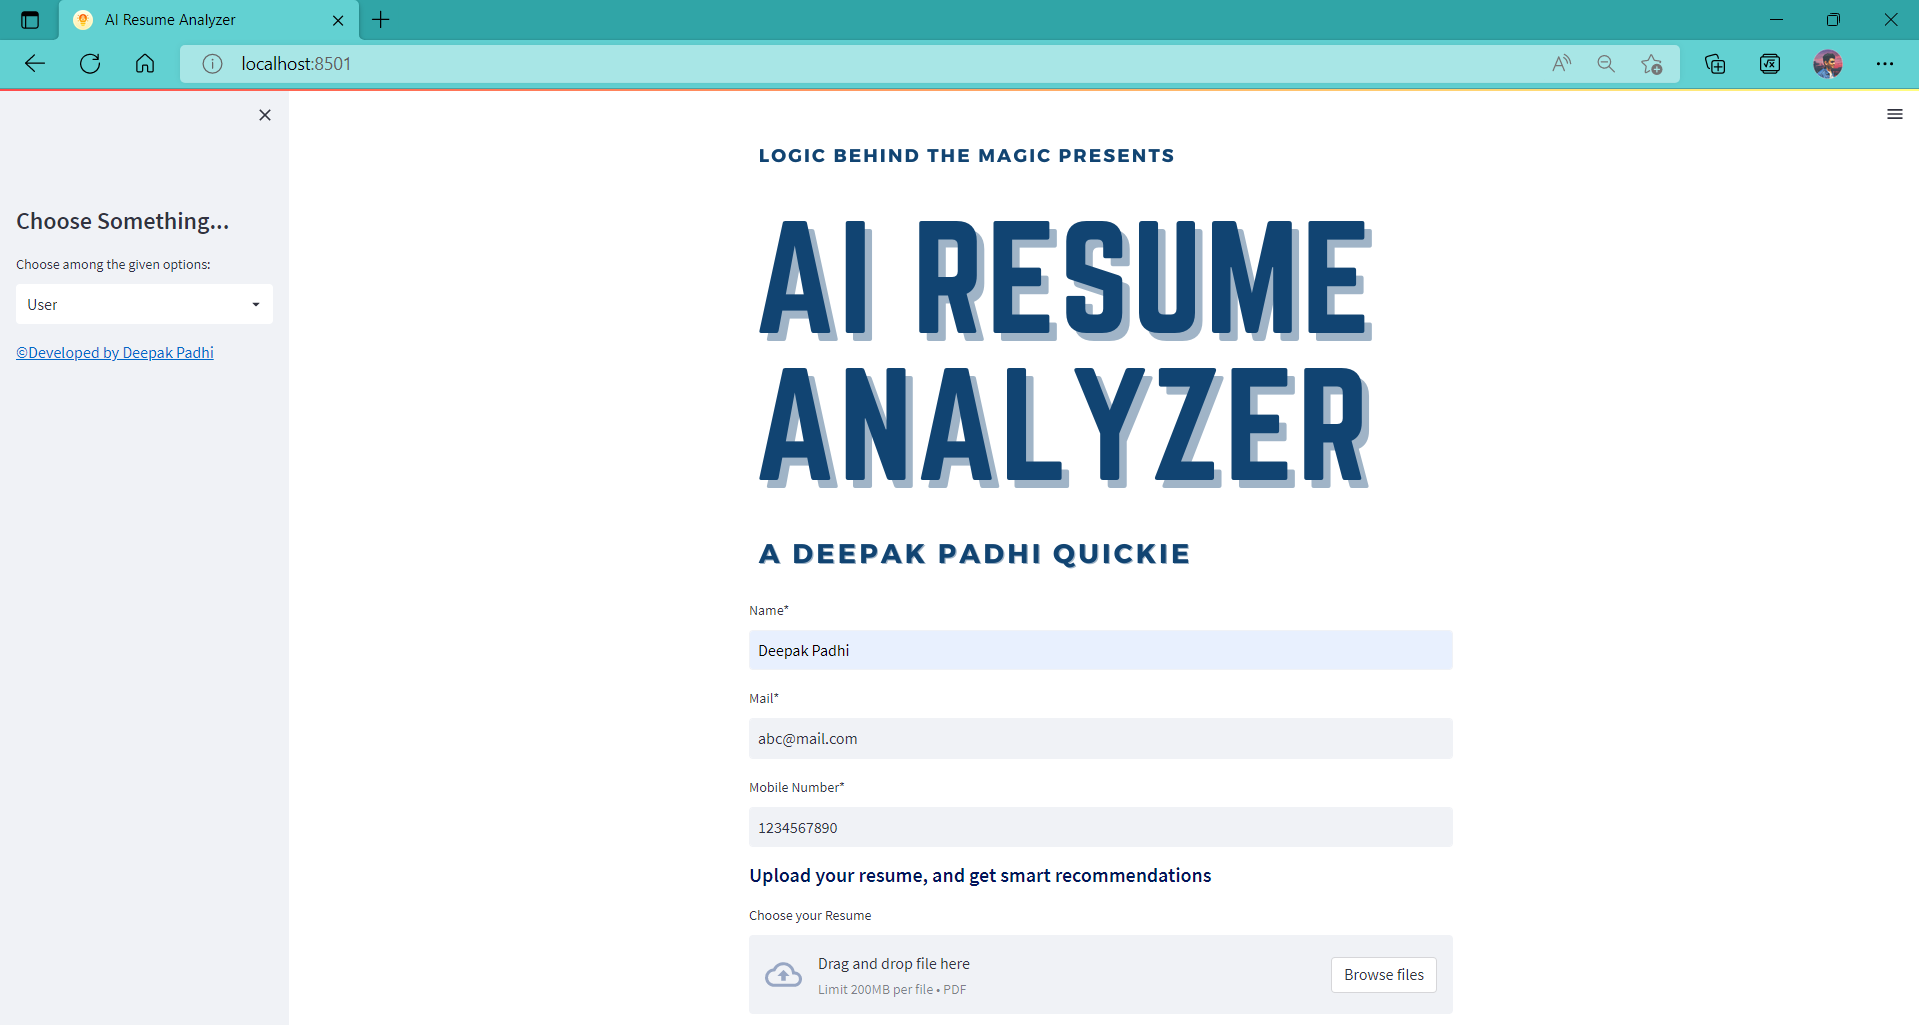 AI Resume Analyzer
localhost:8501
Choose Something...
Choose among the given options:
User
©Developed by Deepak Padhi
LOGIC BEHIND THE MAGIC PRESENTS
AI RESUME
ANALYZER
A DEEPAK PADHI QUICKIE
Name*
Deepak Padhi
Mail*
abc@mail.com
Mobile Number*
1234567890
Upload your resume, and get smart recommendations
Choose your Resume
Drag and drop file here
Limit 200MB per file • PDF
Browse files